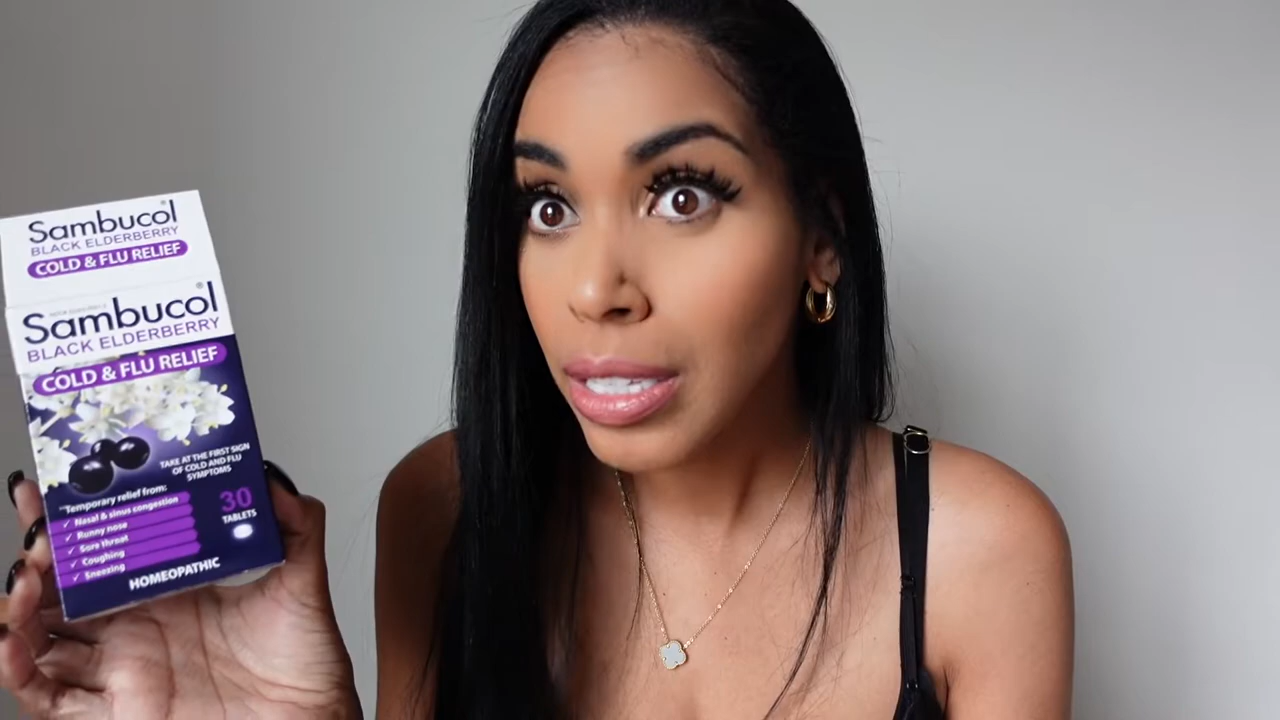 Sambucol®
BLACK ELDERBERRY
COLD & FLU RELIEF
Sambucol®
BLACK ELDERBERRY
COLD & FLU RELIEF
TAKE AT THE FIRST SIGN
OF COLD AND FLU
SYMPTOMS
Temporary relief from:
✓ Nasal & sinus congestion
✓ Runny nose
✓ Sore throat
✓ Coughing
✓ Sneezing
30
TABLETS
HOMEOPATHIC